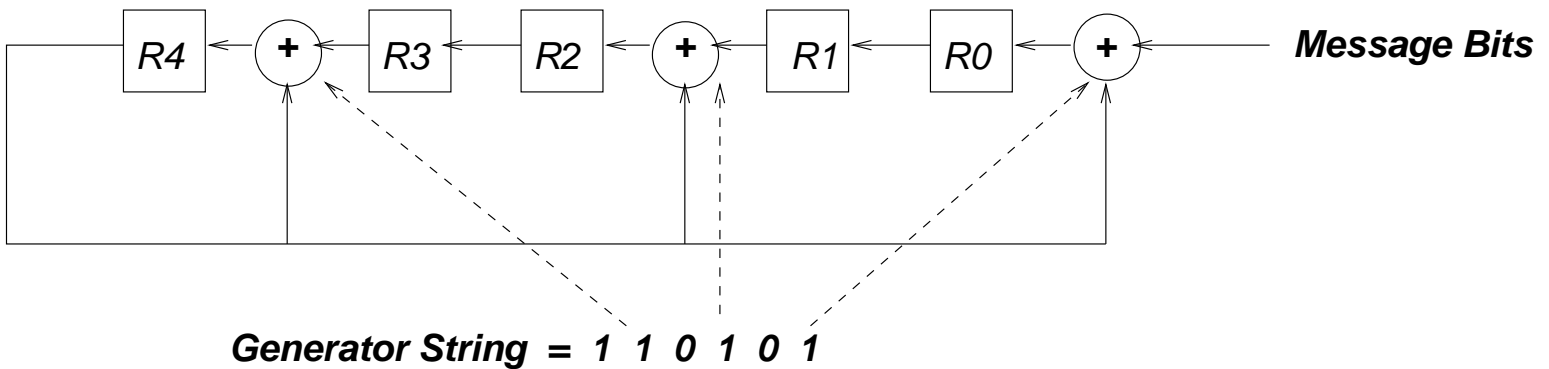 R4 + R3 R2 + R1 R0 + Message Bits
Generator String = 1 1 0 1 0 1